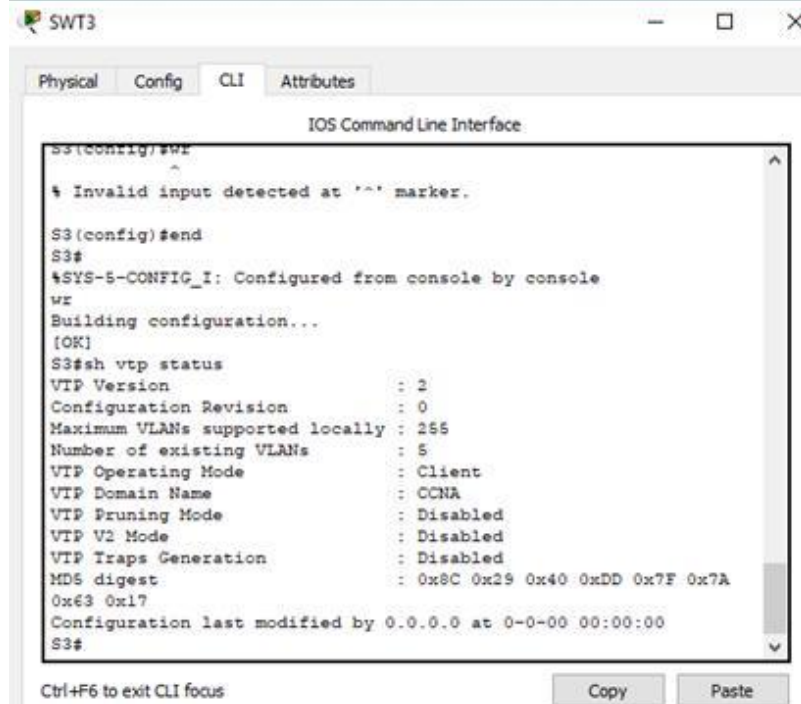 SWT3
Physical Config CLI Attributes
IOS Command Line Interface
S3(config)#wr
^
% Invalid input detected at '^' marker.
S3(config)#end
S3#
%SYS-5-CONFIG_I: Configured from console by console
wr
Building configuration...
[OK]
S3#sh vtp status
VTP Version : 2
Configuration Revision : 0
Maximum VLANs supported locally : 255
Number of existing VLANs : 5
VTP Operating Mode : Client
VTP Domain Name : CCNA
VTP Pruning Mode : Disabled
VTP V2 Mode : Disabled
VTP Traps Generation : Disabled
MD5 digest : 0x8C 0x29 0x40 0xDD 0x7F 0x7A
0x63 0x17
Configuration last modified by 0.0.0.0 at 0-0-00 00:00:00
S3#
Ctrl+F6 to exit CLI focus Copy Paste